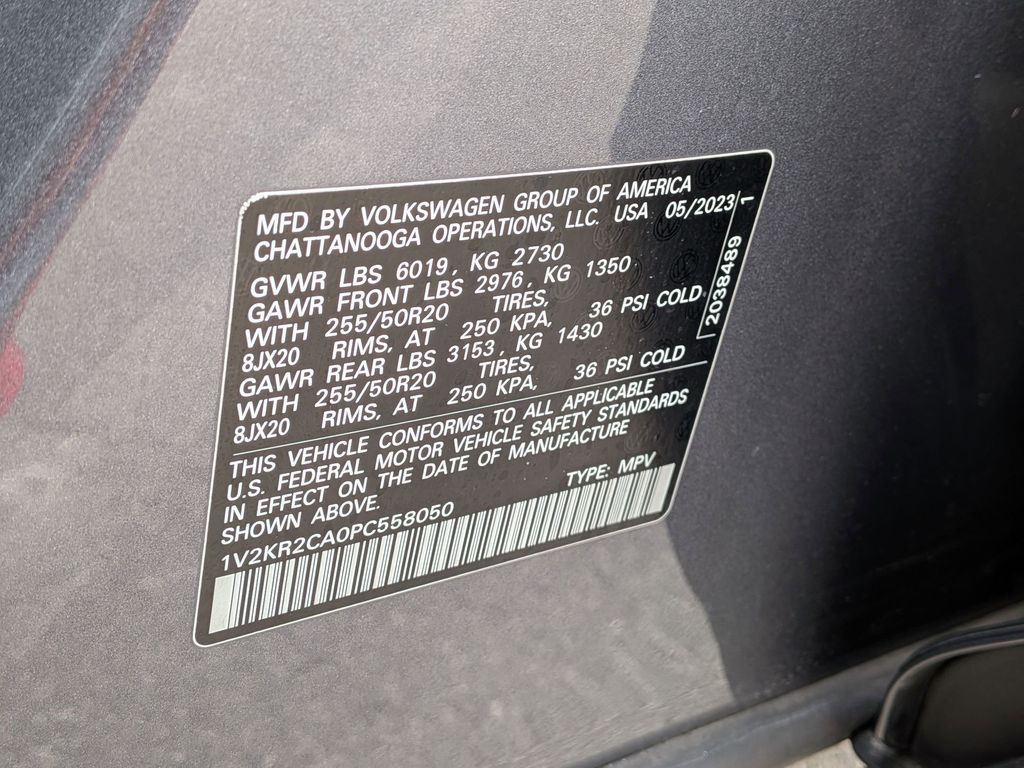 MFD BY VOLKSWAGEN GROUP OF AMERICA
CHATTANOOGA OPERATIONS, LLC. USA 05/2023
GVWR LBS 6019, KG 2730
GAWR FRONT LBS 2976, KG 1350
WITH 255/50R20 TIRES,
8JX20 RIMS, AT 250 KPA, 36 PSI COLD
GAWR REAR LBS 3153, KG 1430
WITH 255/50R20 TIRES,
8JX20 RIMS, AT 250 KPA, 36 PSI COLD
THIS VEHICLE CONFORMS TO ALL APPLICABLE
U.S. FEDERAL MOTOR VEHICLE SAFETY STANDARDS
IN EFFECT ON THE DATE OF MANUFACTURE
SHOWN ABOVE.
TYPE: MPV
1V2KR2CA0PC558050
2038489 1